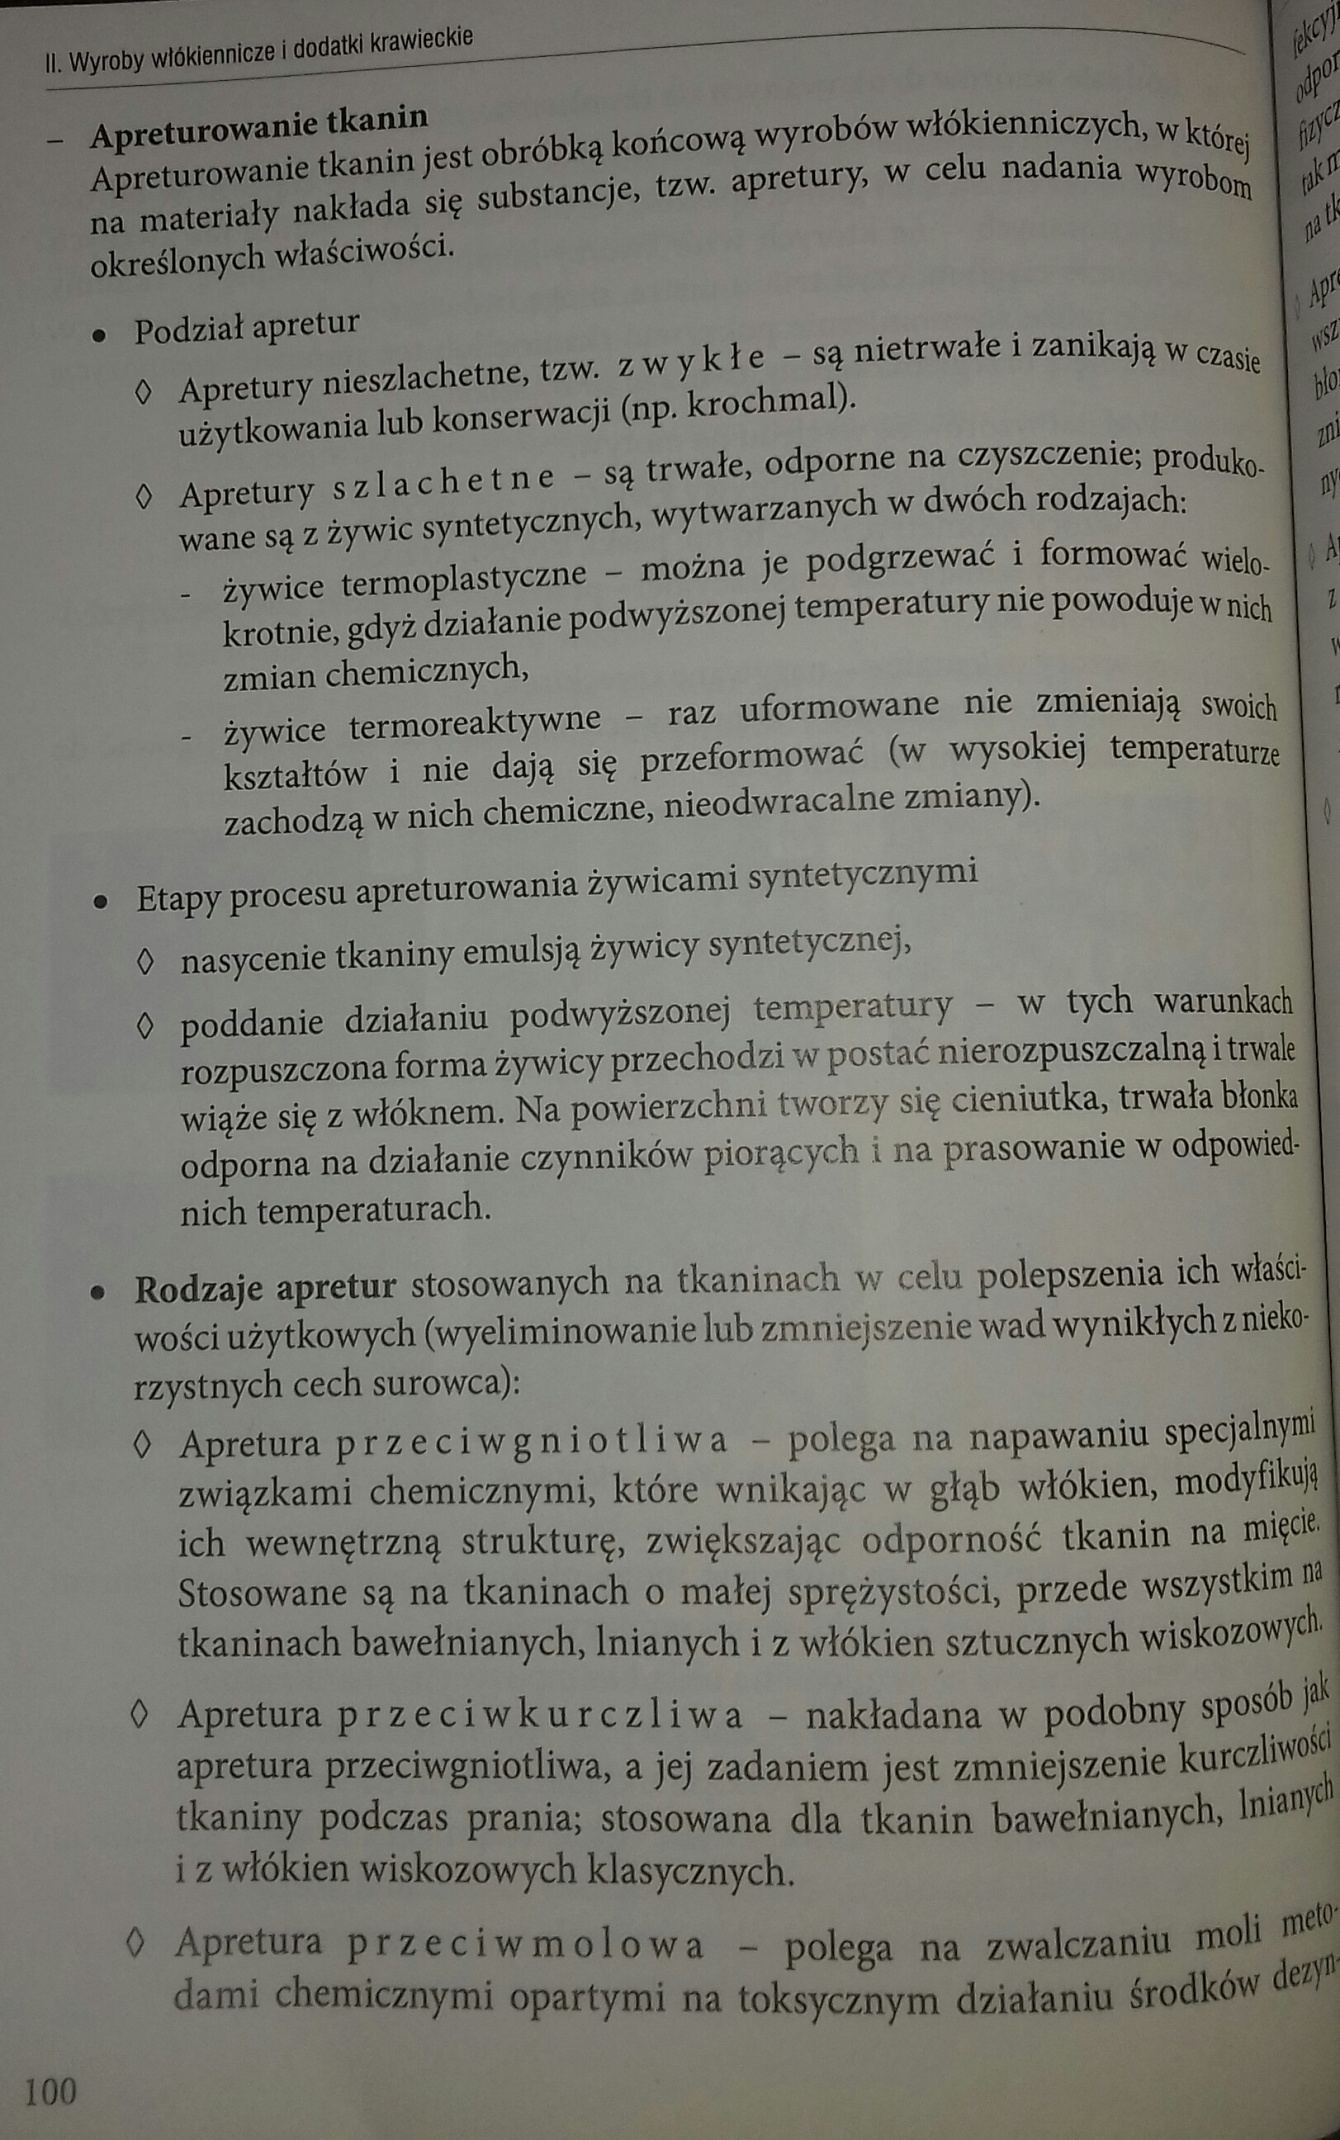 II. Wyroby włókiennicze i dodatki krawieckie
– Apreturowanie tkanin
Apreturowanie tkanin jest obróbką końcową wyrobów włókienniczych, w której
na materiały nakłada się substancje, tzw. apretury, w celu nadania wyrobom
określonych właściwości.
• Podział apretur
◊ Apretury nieszlachetne, tzw. z w y k ł e – są nietrwałe i zanikają w czasie
użytkowania lub konserwacji (np. krochmal).
◊ Apretury s z l a c h e t n e – są trwałe, odporne na czyszczenie; produko-
wane są z żywic syntetycznych, wytwarzanych w dwóch rodzajach:
- żywice termoplastyczne – można je podgrzewać i formować wielo-
krotnie, gdyż działanie podwyższonej temperatury nie powoduje w nich
zmian chemicznych,
- żywice termoreaktywne – raz uformowane nie zmieniają swoich
kształtów i nie dają się przeformować (w wysokiej temperaturze
zachodzą w nich chemiczne, nieodwracalne zmiany).
• Etapy procesu apreturowania żywicami syntetycznymi
◊ nasycenie tkaniny emulsją żywicy syntetycznej,
◊ poddanie działaniu podwyższonej temperatury – w tych warunkach
rozpuszczona forma żywicy przechodzi w postać nierozpuszczalną i trwale
wiąże się z włóknem. Na powierzchni tworzy się cieniutka, trwała błonka
odporna na działanie czynników piorących i na prasowanie w odpowied-
nich temperaturach.
• Rodzaje apretur stosowanych na tkaninach w celu polepszenia ich właści-
wości użytkowych (wyeliminowanie lub zmniejszenie wad wynikłych z nieko-
rzystnych cech surowca):
◊ Apretura p r z e c i w g n i o t l i w a – polega na napawaniu specjalnymi
związkami chemicznymi, które wnikając w głąb włókien, modyfikują
ich wewnętrzną strukturę, zwiększając odporność tkanin na mięcie.
Stosowane są na tkaninach o małej sprężystości, przede wszystkim na
tkaninach bawełnianych, lnianych i z włókien sztucznych wiskozowych.
◊ Apretura p r z e c i w k u r c z l i w a – nakładana w podobny sposób jak
apretura przeciwgniotliwa, a jej zadaniem jest zmniejszenie kurczliwości
tkaniny podczas prania; stosowana dla tkanin bawełnianych, lnianych
i z włókien wiskozowych klasycznych.
◊ Apretura p r z e c i w m o l o w a – polega na zwalczaniu moli meto-
dami chemicznymi opartymi na toksycznym działaniu środków dezyn-
100